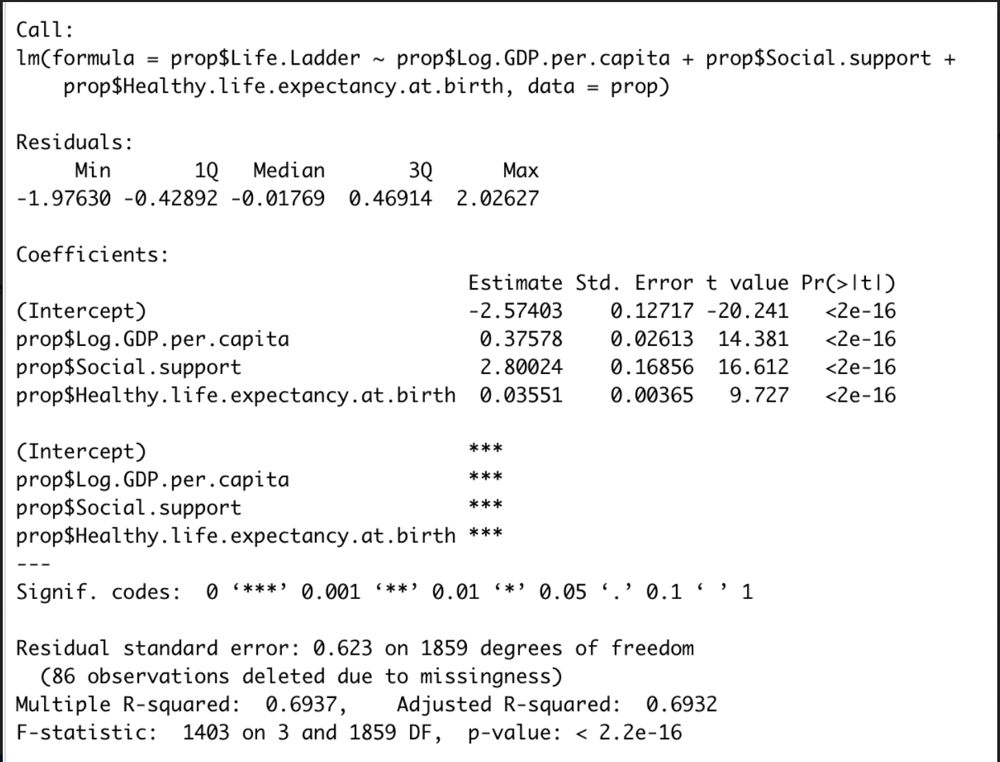 Call:
lm(formula = prop$Life.Ladder ~ prop$Log.GDP.per.capita + prop$Social.support +
    prop$Healthy.life.expectancy.at.birth, data = prop)
Residuals:
     Min       1Q   Median       3Q      Max
-1.97630 -0.42892 -0.01769  0.46914  2.02627
Coefficients:
                                      Estimate Std. Error t value Pr(>|t|)
(Intercept)                           -2.57403    0.12717 -20.241   <2e-16
prop$Log.GDP.per.capita                0.37578    0.02613  14.381   <2e-16
prop$Social.support                    2.80024    0.16856  16.612   <2e-16
prop$Healthy.life.expectancy.at.birth  0.03551    0.00365   9.727   <2e-16
(Intercept)                           ***
prop$Log.GDP.per.capita               ***
prop$Social.support                   ***
prop$Healthy.life.expectancy.at.birth ***
---
Signif. codes:  0 ‘***’ 0.001 ‘**’ 0.01 ‘*’ 0.05 ‘.’ 0.1 ‘ ’ 1
Residual standard error: 0.623 on 1859 degrees of freedom
  (86 observations deleted due to missingness)
Multiple R-squared:  0.6937,    Adjusted R-squared:  0.6932
F-statistic:  1403 on 3 and 1859 DF,  p-value: < 2.2e-16